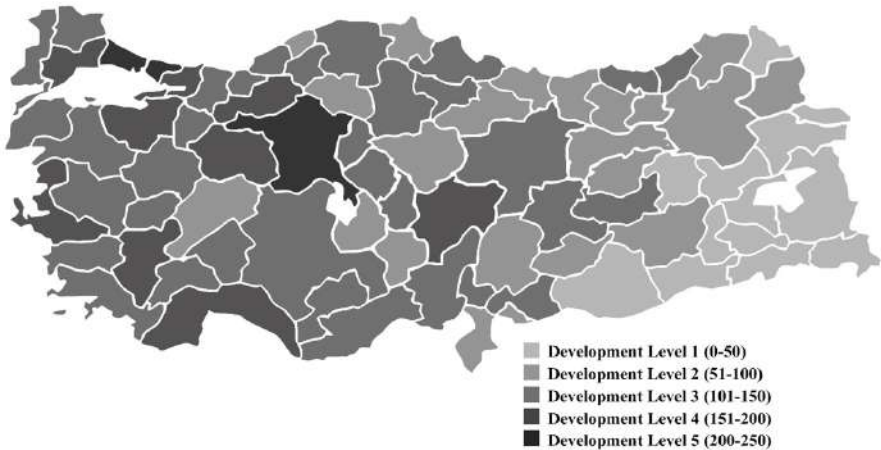 Development Level 1 (0-50)
Development Level 2 (51-100)
Development Level 3 (101-150)
Development Level 4 (151-200)
Development Level 5 (200-250)